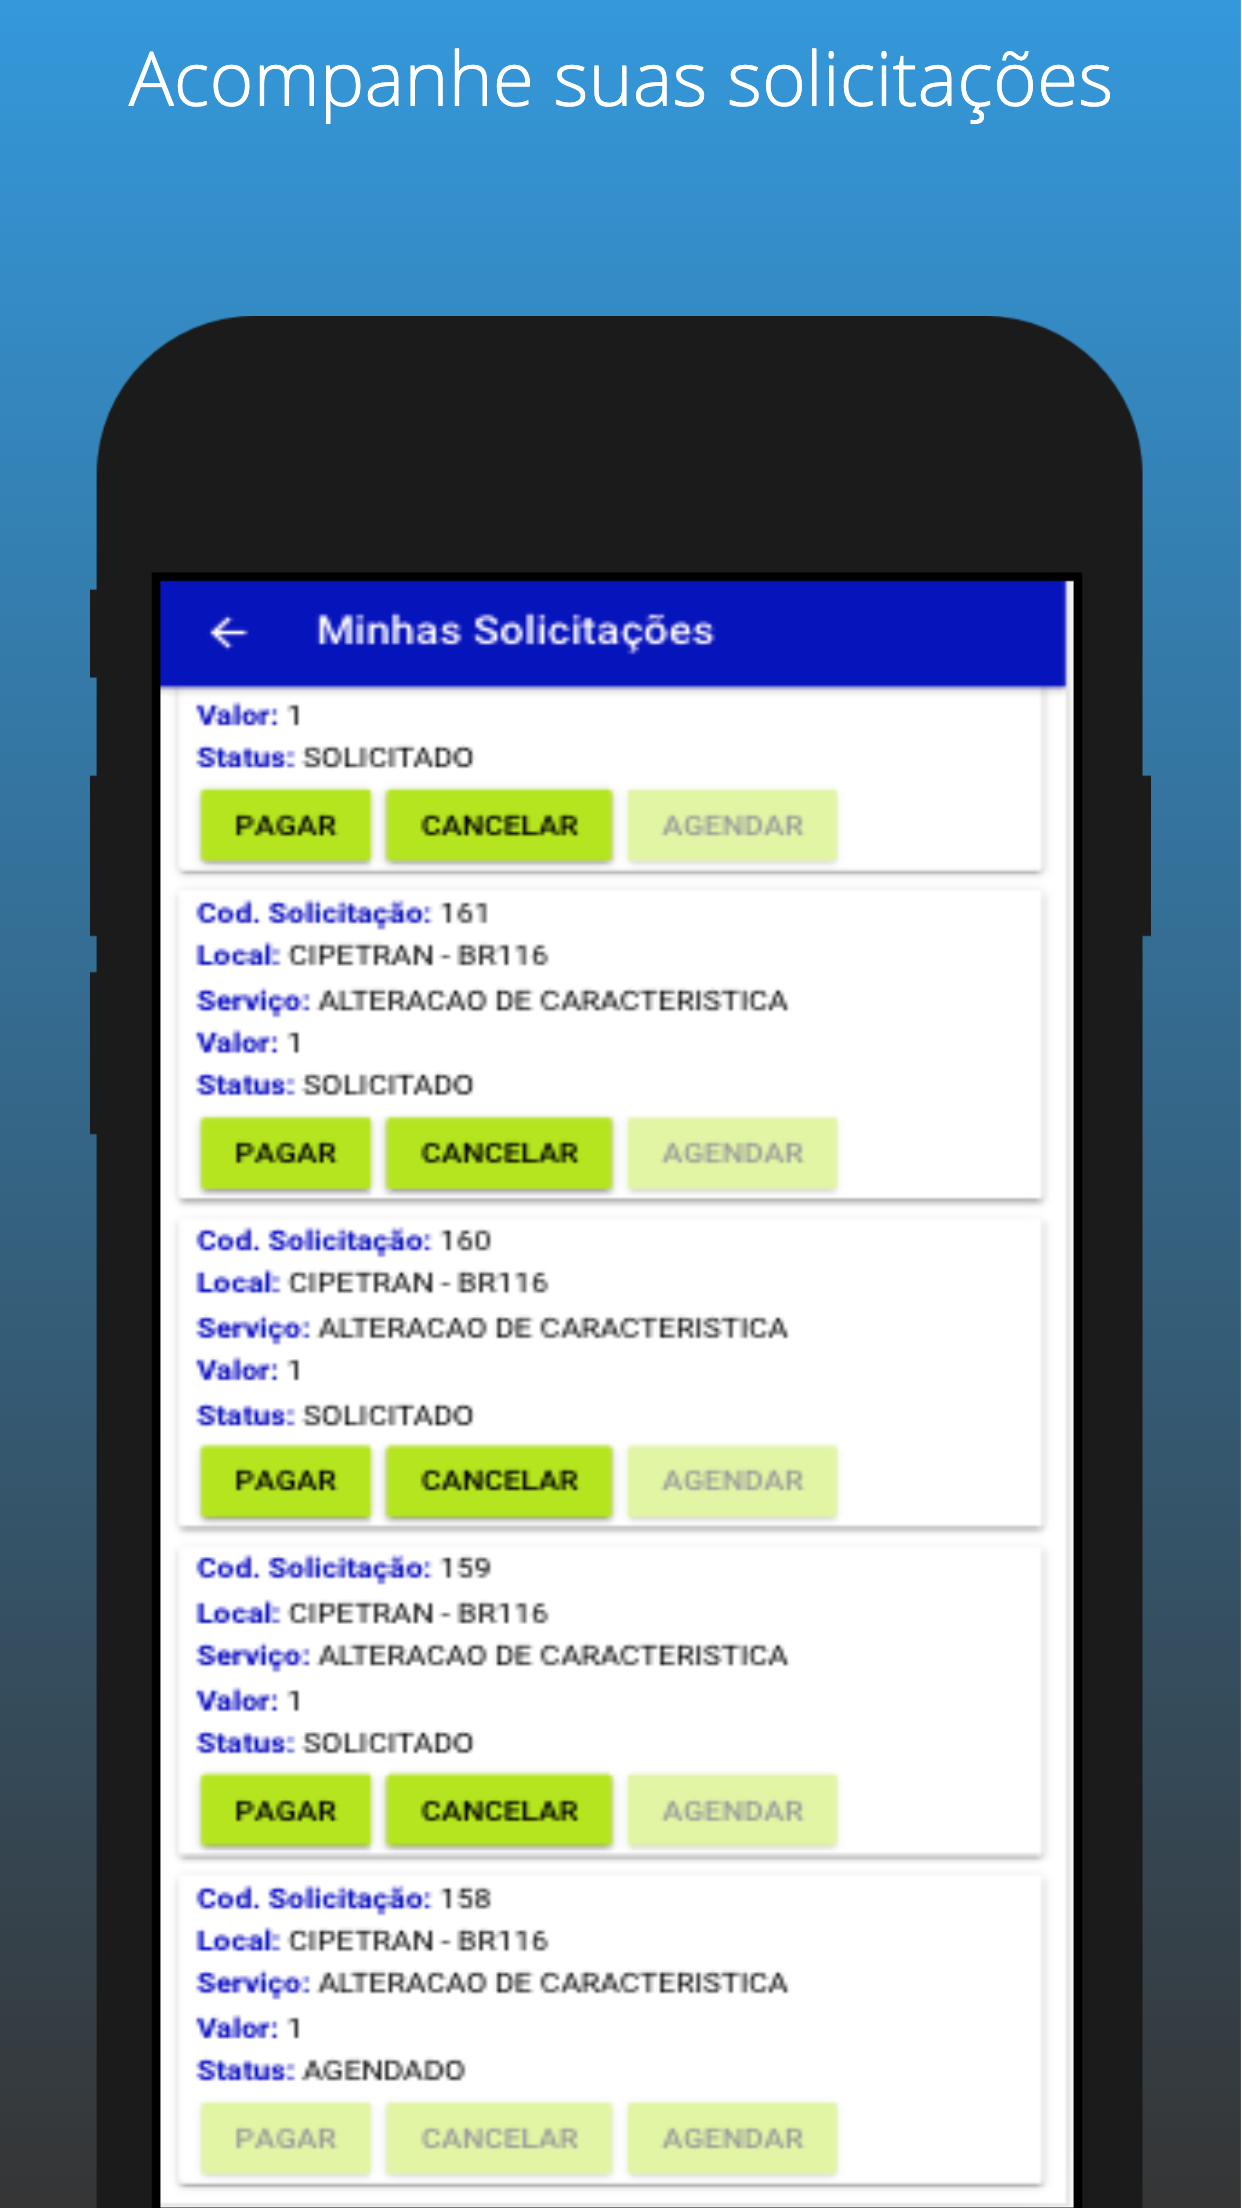 Acompanhe suas solicitações
Minhas Solicitações
Valor: 1
Status: SOLICITADO
PAGAR CANCELAR AGENDAR
Cod. Solicitação: 161
Local: CIPETRAN - BR116
Serviço: ALTERACAO DE CARACTERISTICA
Valor: 1
Status: SOLICITADO
PAGAR CANCELAR AGENDAR
Cod. Solicitação: 160
Local: CIPETRAN - BR116
Serviço: ALTERACAO DE CARACTERISTICA
Valor: 1
Status: SOLICITADO
PAGAR CANCELAR AGENDAR
Cod. Solicitação: 159
Local: CIPETRAN - BR116
Serviço: ALTERACAO DE CARACTERISTICA
Valor: 1
Status: SOLICITADO
PAGAR CANCELAR AGENDAR
Cod. Solicitação: 158
Local: CIPETRAN - BR116
Serviço: ALTERACAO DE CARACTERISTICA
Valor: 1
Status: AGENDADO
PAGAR CANCELAR AGENDAR